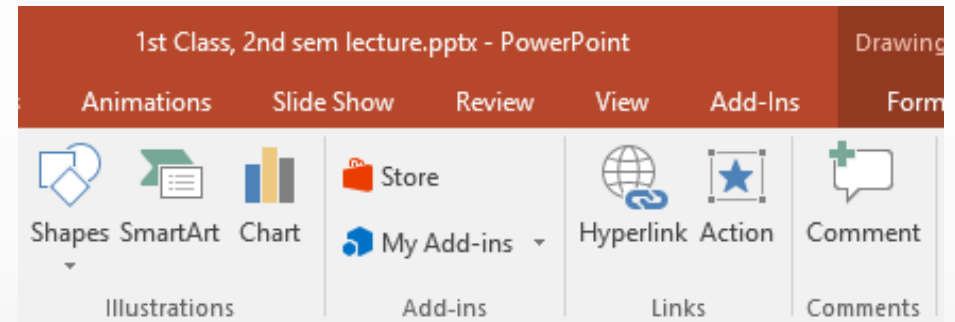 1st Class, 2nd sem lecture.pptx - PowerPoint Drawing
Animations Slide Show Review View Add-Ins Form
Store
My Add-ins
Shapes SmartArt Chart Hyperlink Action Comment
Illustrations Add-ins Links Comments